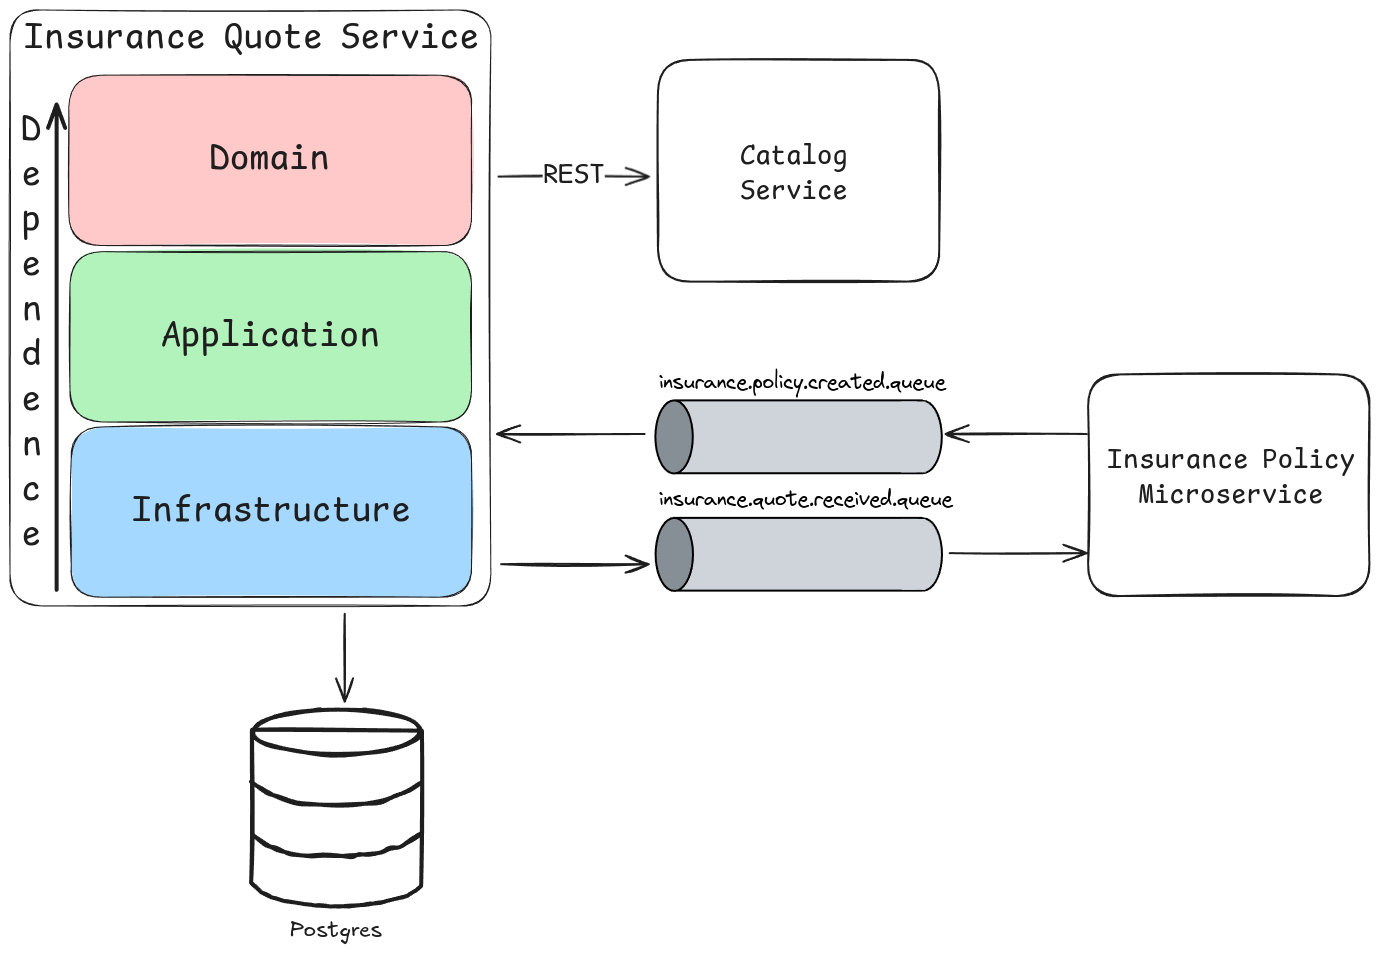 Insurance Quote Service
Dependence
Domain
Application
Infrastructure
REST
Catalog
Service
insurance.policy.created.queue
insurance.quote.received.queue
Insurance Policy
Microservice
Postgres